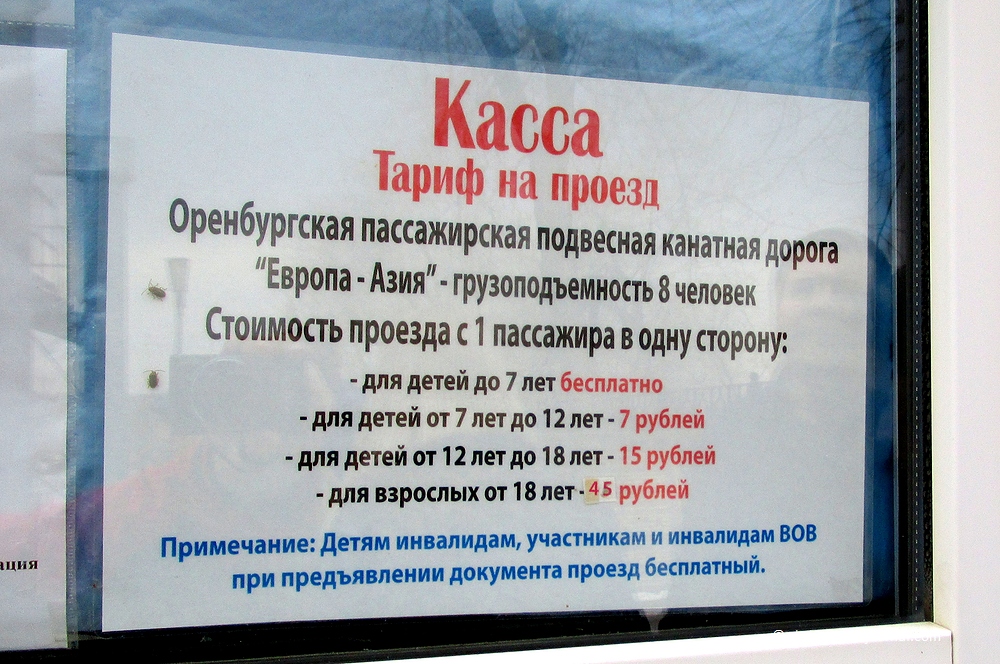 Касса
Тариф на проезд
Оренбургская пассажирская подвесная канатная дорога
“Европа - Азия” - грузоподъемность 8 человек
Стоимость проезда с 1 пассажира в одну сторону:
- для детей до 7 лет бесплатно
- для детей от 7 лет до 12 лет - 7 рублей
- для детей от 12 лет до 18 лет - 15 рублей
- для взрослых от 18 лет - 45 рублей
Примечание: Детям инвалидам, участникам и инвалидам ВОВ
при предъявлении документа проезд бесплатный.